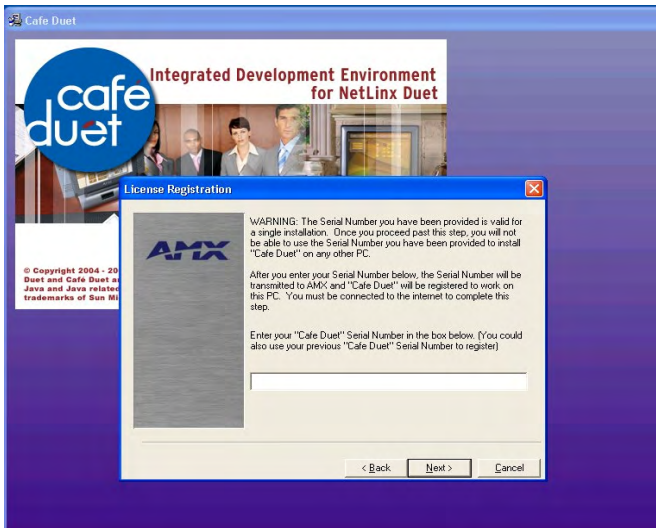 Cafe Duet
Integrated Development Environment
for NetLinx Duet
café
duet
License Registration
AMX
WARNING: The Serial Number you have been provided is valid for
a single installation. Once you proceed past this step, you will not
be able to use the Serial Number you have been provided to install
"Cafe Duet" on any other PC.
After you enter your Serial Number below, the Serial Number will be
transmitted to AMX and "Cafe Duet" will be registered to work on
this PC. You must be connected to the internet to complete this
step.
Enter your "Cafe Duet" Serial Number in the box below. (You could
also use your previous "Cafe Duet" Serial Number to register)
© Copyright 2004 - 20
Duet and Café Duet a
Java and Java related
trademarks of Sun Mi
< Back
Next >
Cancel